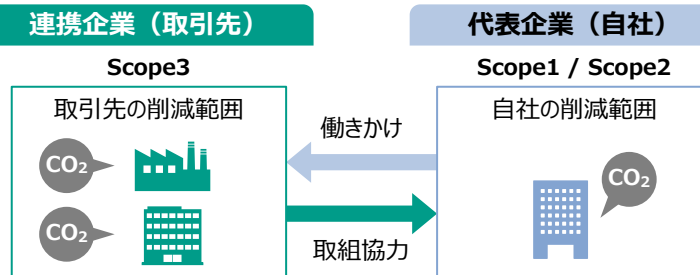 連携企業（取引先）
代表企業（自社）
Scope3
Scope1 / Scope2
取引先の削減範囲
自社の削減範囲
働きかけ
CO₂
CO₂
CO₂
取組協力